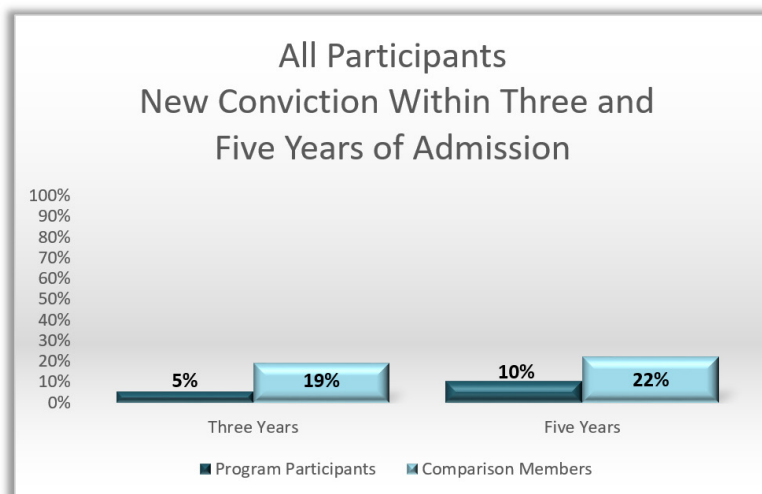 All Participants
New Conviction Within Three and
Five Years of Admission
100%
90%
80%
70%
60%
50%
40%
30%
20%
10%
0%
5%
19%
10%
22%
Three Years
Five Years
Program Participants
Comparison Members